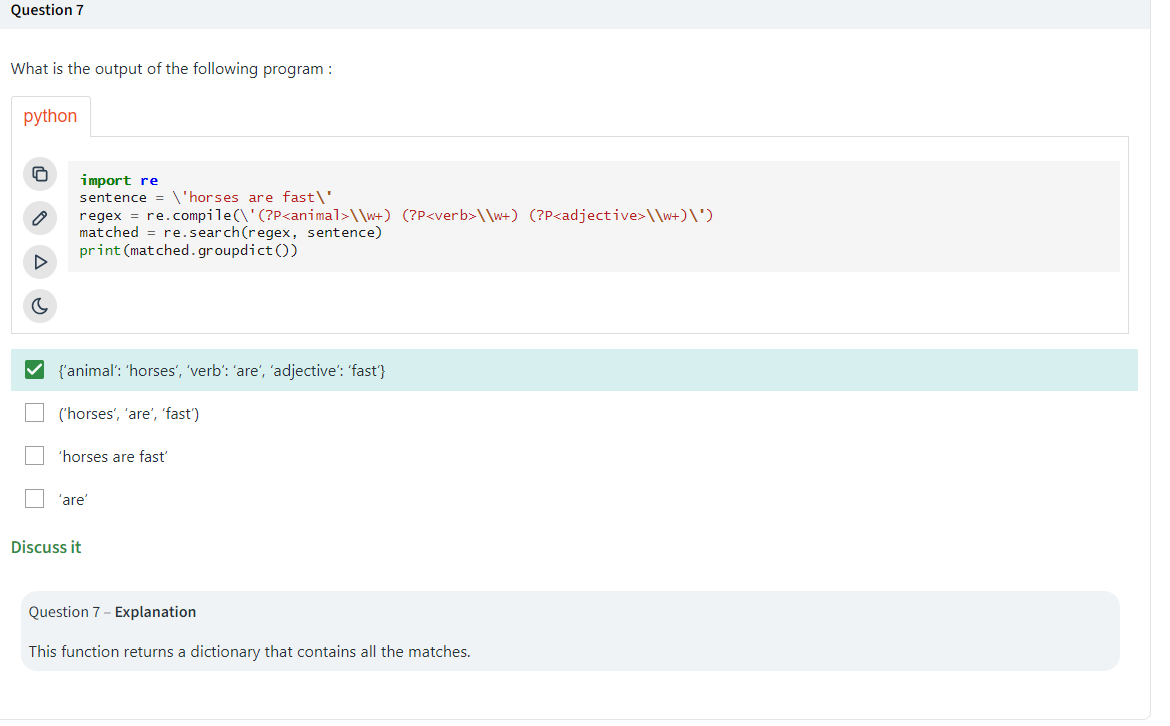 Question 7
What is the output of the following program :
python
import re
sentence = \'horses are fast\'
regex = re.compile(\'(?P<animal>\\w+) (?P<verb>\\w+) (?P<adjective>\\w+)\')
matched = re.search(regex, sentence)
print(matched.groupdict())
{‘animal’: ‘horses’, ‘verb’: ‘are’, ‘adjective’: ‘fast’}
(‘horses’, ‘are’, ‘fast’)
‘horses are fast’
‘are’
Discuss it
Question 7 – Explanation
This function returns a dictionary that contains all the matches.